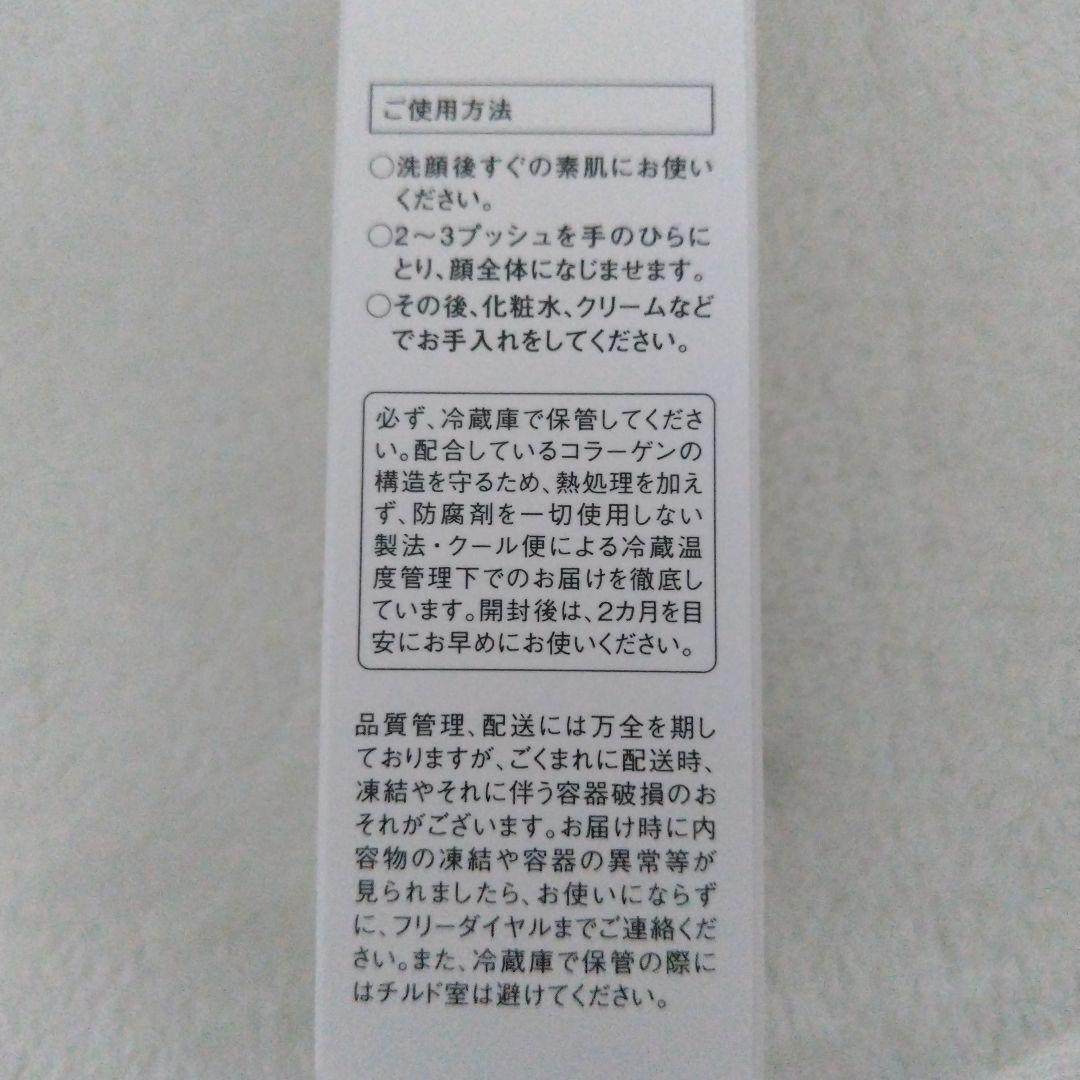 ご使用方法
○洗顔後すぐの素肌にお使い
ください。
○2〜3プッシュを手のひらに
とり、顔全体になじませます。
○その後、化粧水、クリームなど
でお手入れをしてください。
必ず、冷蔵庫で保管してくださ
い。配合しているコラーゲンの
構造を守るため、熱処理を加え
ず、防腐剤を一切使用しない
製法・クール便による冷蔵温
度管理下でのお届けを徹底し
ています。開封後は、2カ月を目
安にお早めにお使いください。
品質管理、配送には万全を期し
ておりますが、ごくまれに配送時、
凍結やそれに伴う容器破損のお
それがございます。お届け時に内
容物の凍結や容器の異常等が
見られましたら、お使いにならず
に、フリーダイヤルまでご連絡くだ
さい。また、冷蔵庫で保管の際に
はチルド室は避けてください。